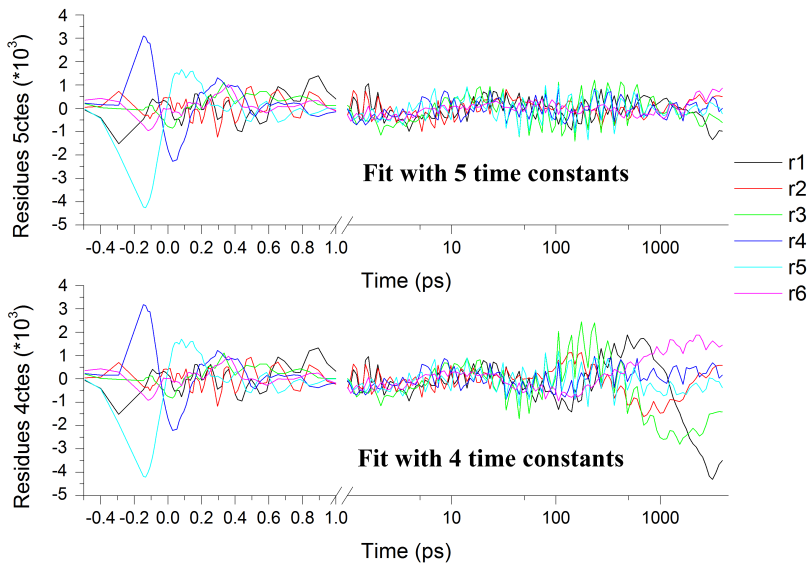 Residues 5ctes (*10³)
4
3
2
1
0
-1
-2
-3
-4
-5
Fit with 5 time constants
-0.4 -0.2 0.0 0.2 0.4 0.6 0.8 1.0 10 100 1000
Time (ps)
r1
r2
r3
r4
r5
r6
Residues 4ctes (*10³)
4
3
2
1
0
-1
-2
-3
-4
-5
Fit with 4 time constants
-0.4 -0.2 0.0 0.2 0.4 0.6 0.8 1.0 10 100 1000
Time (ps)